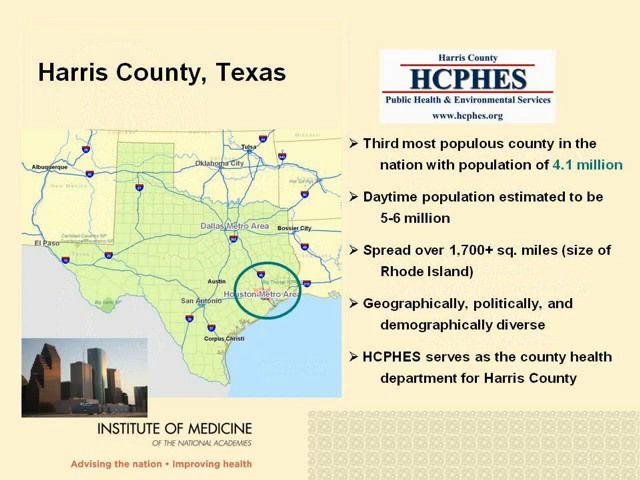 Harris County, Texas
Harris County
HCPHES
Public Health & Environmental Services
www.hcphes.org
➢ Third most populous county in the
nation with population of 4.1 million
➢ Daytime population estimated to be
5-6 million
➢ Spread over 1,700+ sq. miles (size of
Rhode Island)
➢ Geographically, politically, and
demographically diverse
➢ HCPHES serves as the county health
department for Harris County
Tulsa
Oklahoma City
Albuquerque
New Mexico
Dallas Metro Area
Bossier City
El Paso
Austin
Houston Metro Area
San Antonio
Corpus Christi
INSTITUTE OF MEDICINE
OF THE NATIONAL ACADEMIES
Advising the nation • Improving health